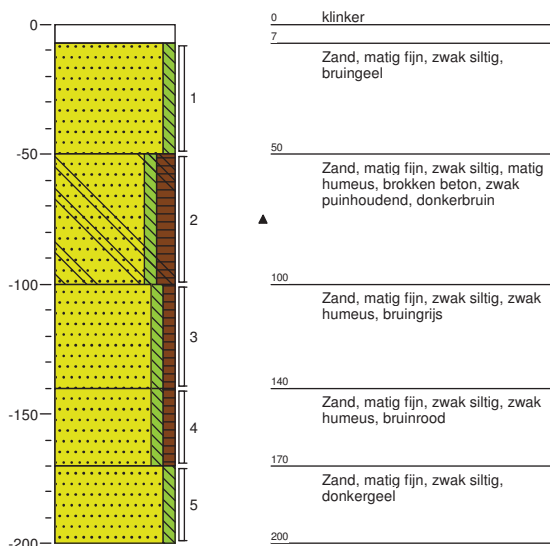 0
0
klinker
7
Zand, matig fijn, zwak siltig,
bruingeel
1
-50
50
Zand, matig fijn, zwak siltig, matig
humeus, brokken beton, zwak
puinhoudend, donkerbruin
2
-100
100
Zand, matig fijn, zwak siltig, zwak
humeus, bruingrijs
3
140
Zand, matig fijn, zwak siltig, zwak
humeus, bruinrood
-150
4
170
Zand, matig fijn, zwak siltig,
donkergeel
5
-200
200